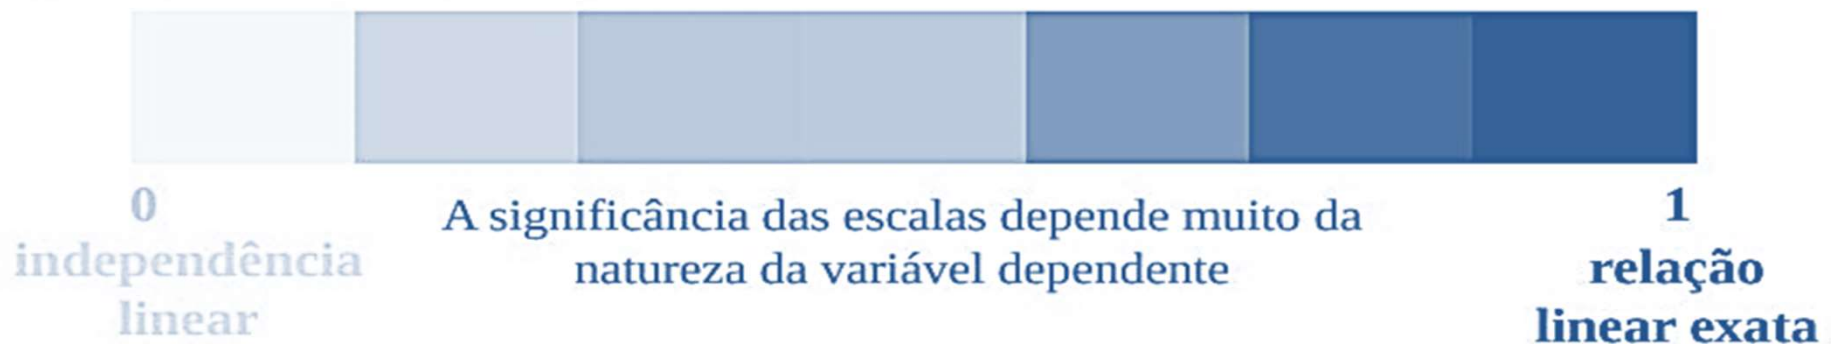 0
independência
linear
A significância das escalas depende muito da
natureza da variável dependente
1
relação
linear exata